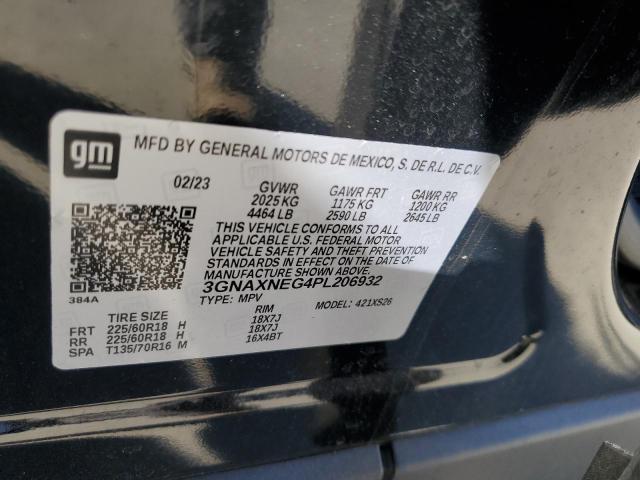 gm
MFD BY GENERAL MOTORS DE MEXICO, S. DE R.L. DE C.V.
02/23 GVWR GAWR FRT GAWR RR
2025 KG 1175 KG 1200 KG
4464 LB 2590 LB 2645 LB
THIS VEHICLE CONFORMS TO ALL
APPLICABLE U.S. FEDERAL MOTOR
VEHICLE SAFETY AND THEFT PREVENTION
STANDARDS IN EFFECT ON THE DATE OF
MANUFACTURE SHOWN ABOVE.
384A 3GNAXNEG4PL206932
TYPE: MPV MODEL: 421XS26
TIRE SIZE RIM
FRT 225/60R18 H 18X7J
RR 225/60R18 H 18X7J
SPA T135/70R16 M 16X4BT